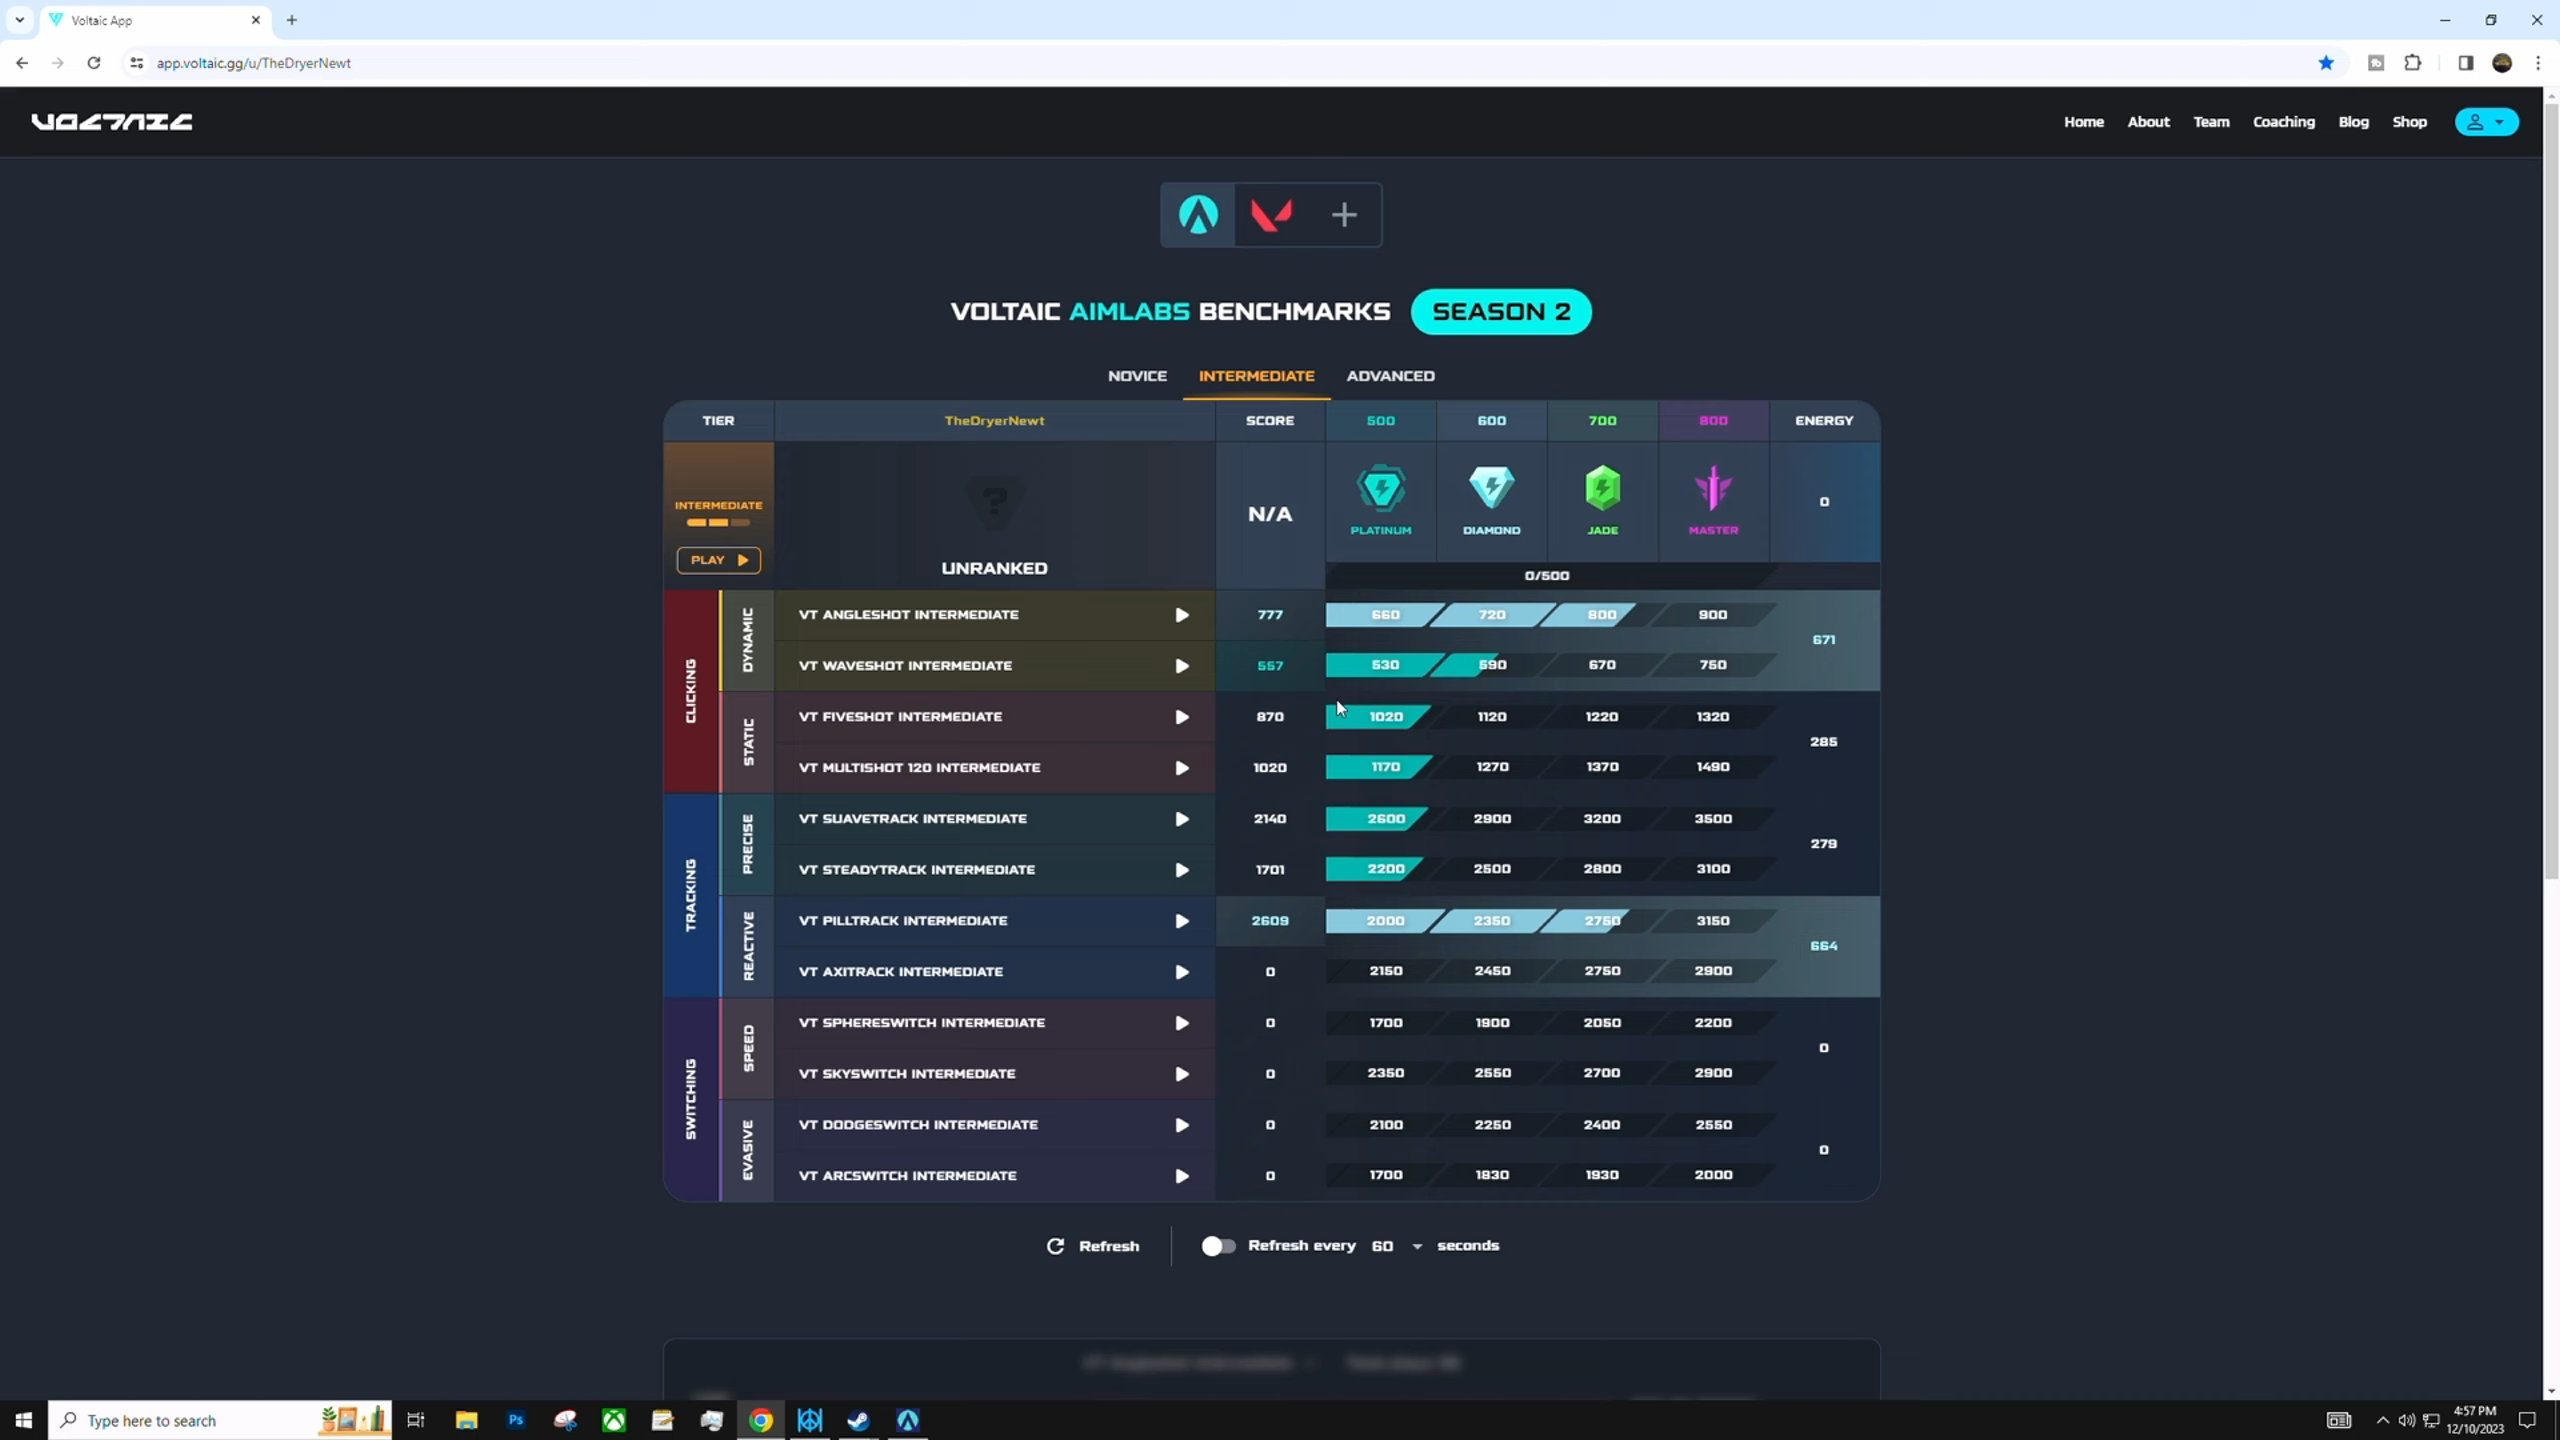 Voltaic App
app.voltaic.gg/u/TheDryerNewt
VOLTAIC
Home About Team Coaching Blog Shop
VOLTAIC AIMLABS BENCHMARKS SEASON 2
NOVICE INTERMEDIATE ADVANCED
TIER TheDryerNewt SCORE 500 600 700 800 ENERGY
INTERMEDIATE
PLAY
?
UNRANKED
N/A
PLATINUM DIAMOND JADE MASTER
0
0/500
CLICKING
DYNAMIC
VT ANGLESHOT INTERMEDIATE 777 660 720 800 900
671
VT WAVESHOT INTERMEDIATE 557 530 590 670 750
STATIC
VT FIVESHOT INTERMEDIATE 870 1020 1120 1220 1320
285
VT MULTISHOT 120 INTERMEDIATE 1020 1170 1270 1370 1490
TRACKING
PRECISE
VT SUAVETRACK INTERMEDIATE 2140 2600 2900 3200 3500
279
VT STEADYTRACK INTERMEDIATE 1701 2200 2500 2800 3100
REACTIVE
VT PILLTRACK INTERMEDIATE 2609 2000 2350 2750 3150
664
VT AXITRACK INTERMEDIATE 0 2150 2450 2750 2900
SWITCHING
SPEED
VT SPHERESWITCH INTERMEDIATE 0 1700 1900 2050 2200
0
VT SKYSWITCH INTERMEDIATE 0 2350 2550 2700 2900
EVASIVE
VT DODGESWITCH INTERMEDIATE 0 2100 2250 2400 2550
0
VT ARCSWITCH INTERMEDIATE 0 1700 1830 1930 2000
Refresh Refresh every 60 seconds
Type here to search
Ps
4:57 PM
12/10/2023